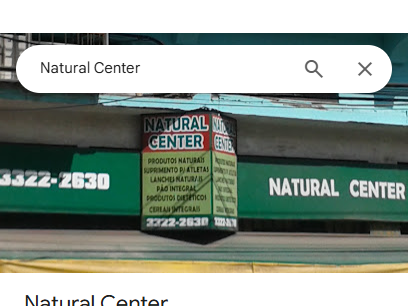 Natural Center
NATURAL
CENTER
PRODUTOS NATURAIS
SUPRIMENTO P/ATLETAS
LANCHES NATURAIS
PÃO INTEGRAL
PRODUTOS DIETÉTICOS
CEREAIS INTEGRAIS
3322-2630
3322-2630
NATURAL CENTER
Natural Center